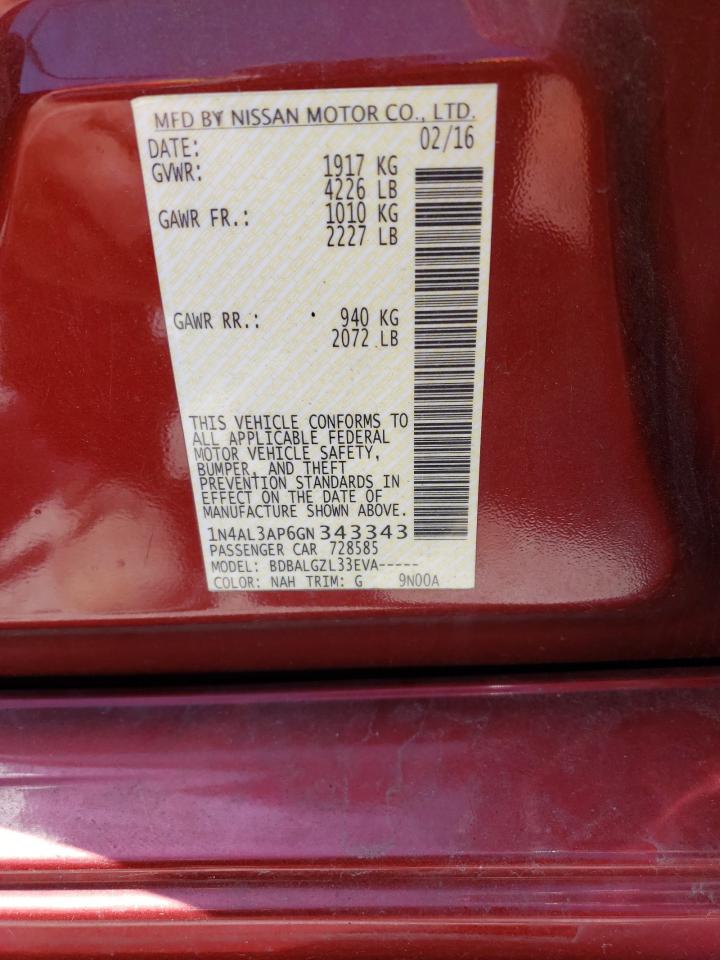 MFD BY NISSAN MOTOR CO., LTD.
DATE: 02/16
GVWR: 1917 KG
4226 LB
GAWR FR.: 1010 KG
2227 LB
GAWR RR.: 940 KG
2072 LB
THIS VEHICLE CONFORMS TO
ALL APPLICABLE FEDERAL
MOTOR VEHICLE SAFETY,
BUMPER, AND THEFT
PREVENTION STANDARDS IN
EFFECT ON THE DATE OF
MANUFACTURE SHOWN ABOVE.
1N4AL3AP6GN343343
PASSENGER CAR 728585
MODEL: BDBALGZL33EVA-----
COLOR: NAH TRIM: G 9N00A